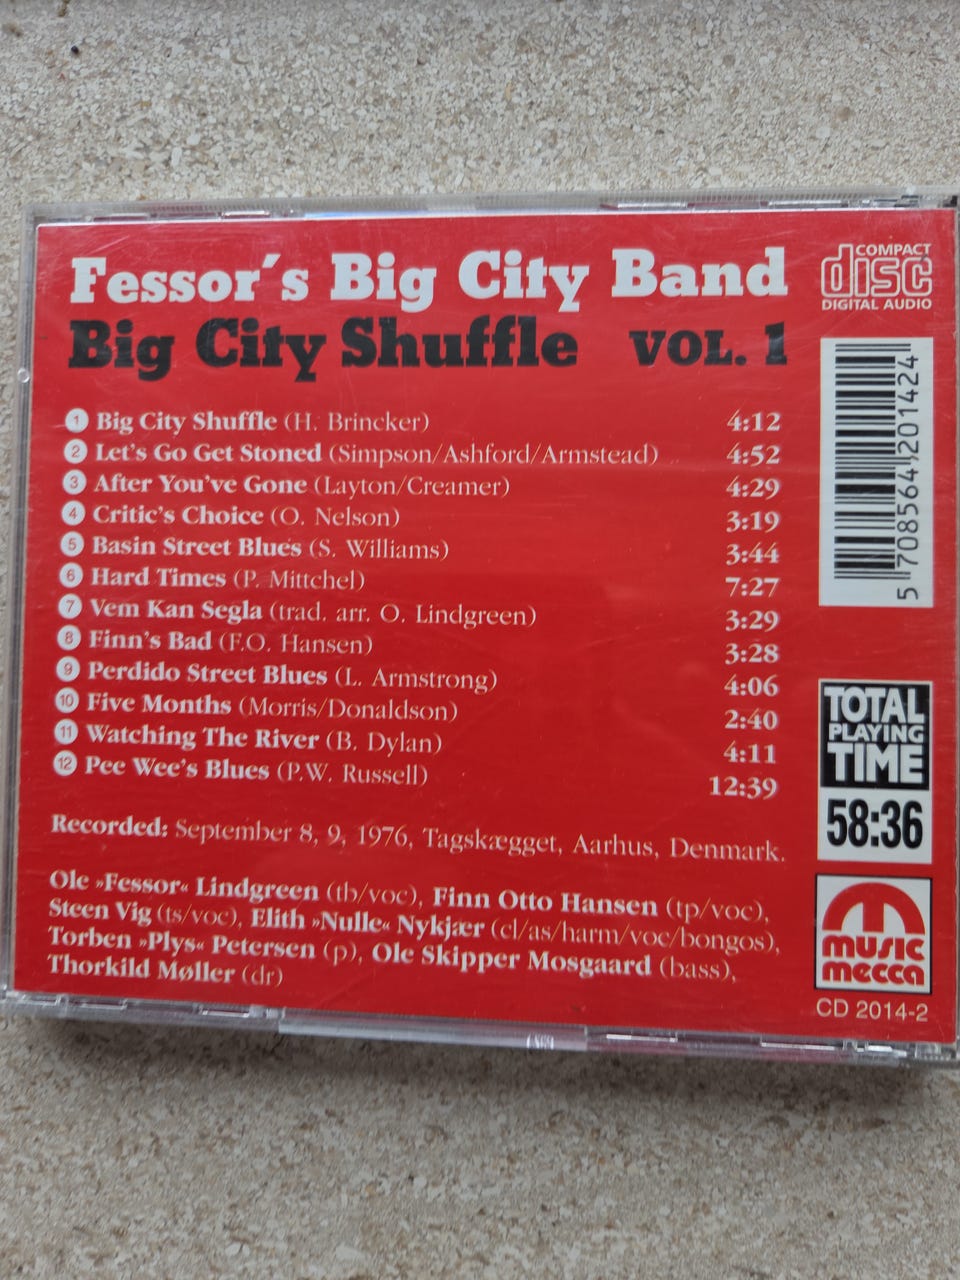 Fessor´s Big City Band
Big City Shuffle VOL. 1
COMPACT
disc
DIGITAL AUDIO
1 Big City Shuffle (H. Brincker) 4:12
2 Let's Go Get Stoned (Simpson/Ashford/Armstead) 4:52
3 After You've Gone (Layton/Creamer) 4:29
4 Critic's Choice (O. Nelson) 3:19
5 Basin Street Blues (S. Williams) 3:44
6 Hard Times (P. Mittchel) 7:27
7 Vem Kan Segla (trad. arr. O. Lindgreen) 3:29
8 Finn's Bad (F.O. Hansen) 3:28
9 Perdido Street Blues (L. Armstrong) 4:06
10 Five Months (Morris/Donaldson) 2:40
11 Watching The River (B. Dylan) 4:11
12 Pee Wee's Blues (P.W. Russell) 12:39
5 708564 201424
TOTAL
PLAYING
TIME
58:36
Recorded: September 8, 9, 1976, Tagskægget, Aarhus, Denmark.
Ole »Fessor« Lindgreen (tb/voc), Finn Otto Hansen (tp/voc),
Steen Vig (ts/voc), Elith »Nulle« Nykjær (cl/as/harm/voc/bongos),
Torben »Plys« Petersen (p), Ole Skipper Mosgaard (bass),
Thorkild Møller (dr)
music
mecca
CD 2014-2